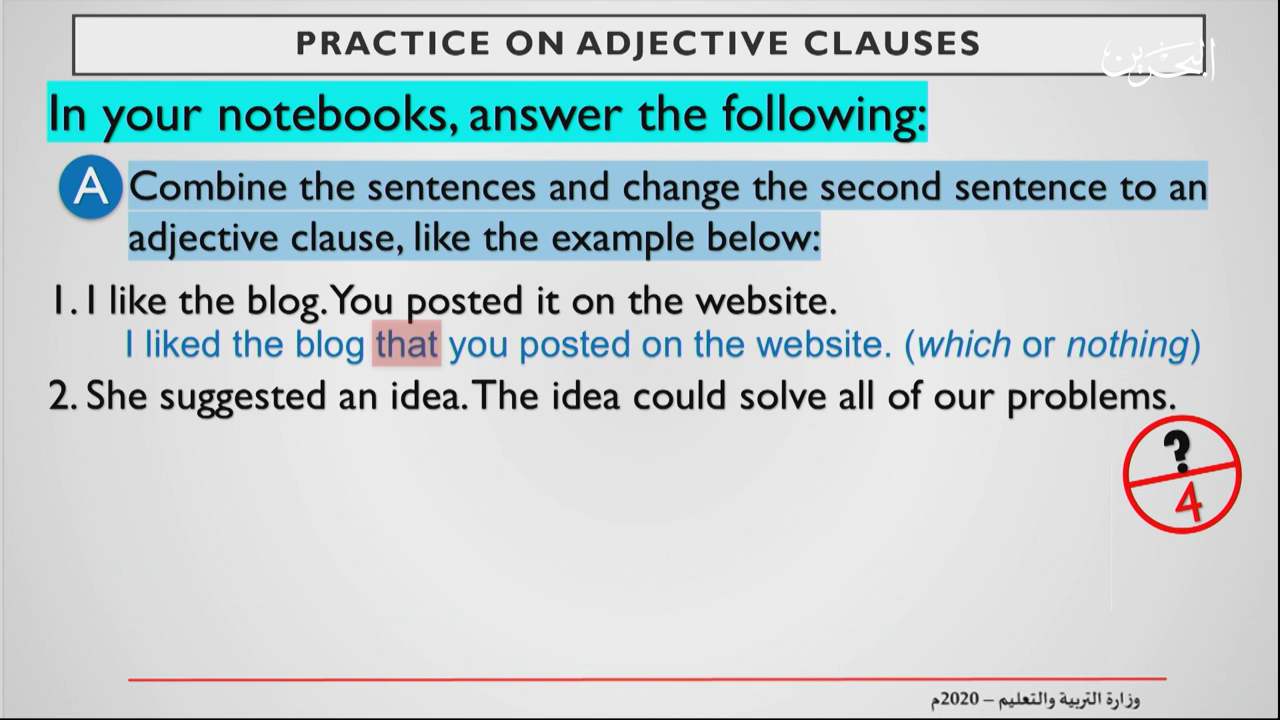 PRACTICE ON ADJECTIVE CLAUSES
البحرين
In your notebooks, answer the following:
A Combine the sentences and change the second sentence to an
adjective clause, like the example below:
1. I like the blog. You posted it on the website.
I liked the blog that you posted on the website. (which or nothing)
2. She suggested an idea. The idea could solve all of our problems.
?
4
وزارة التربية والتعليم – 2020م